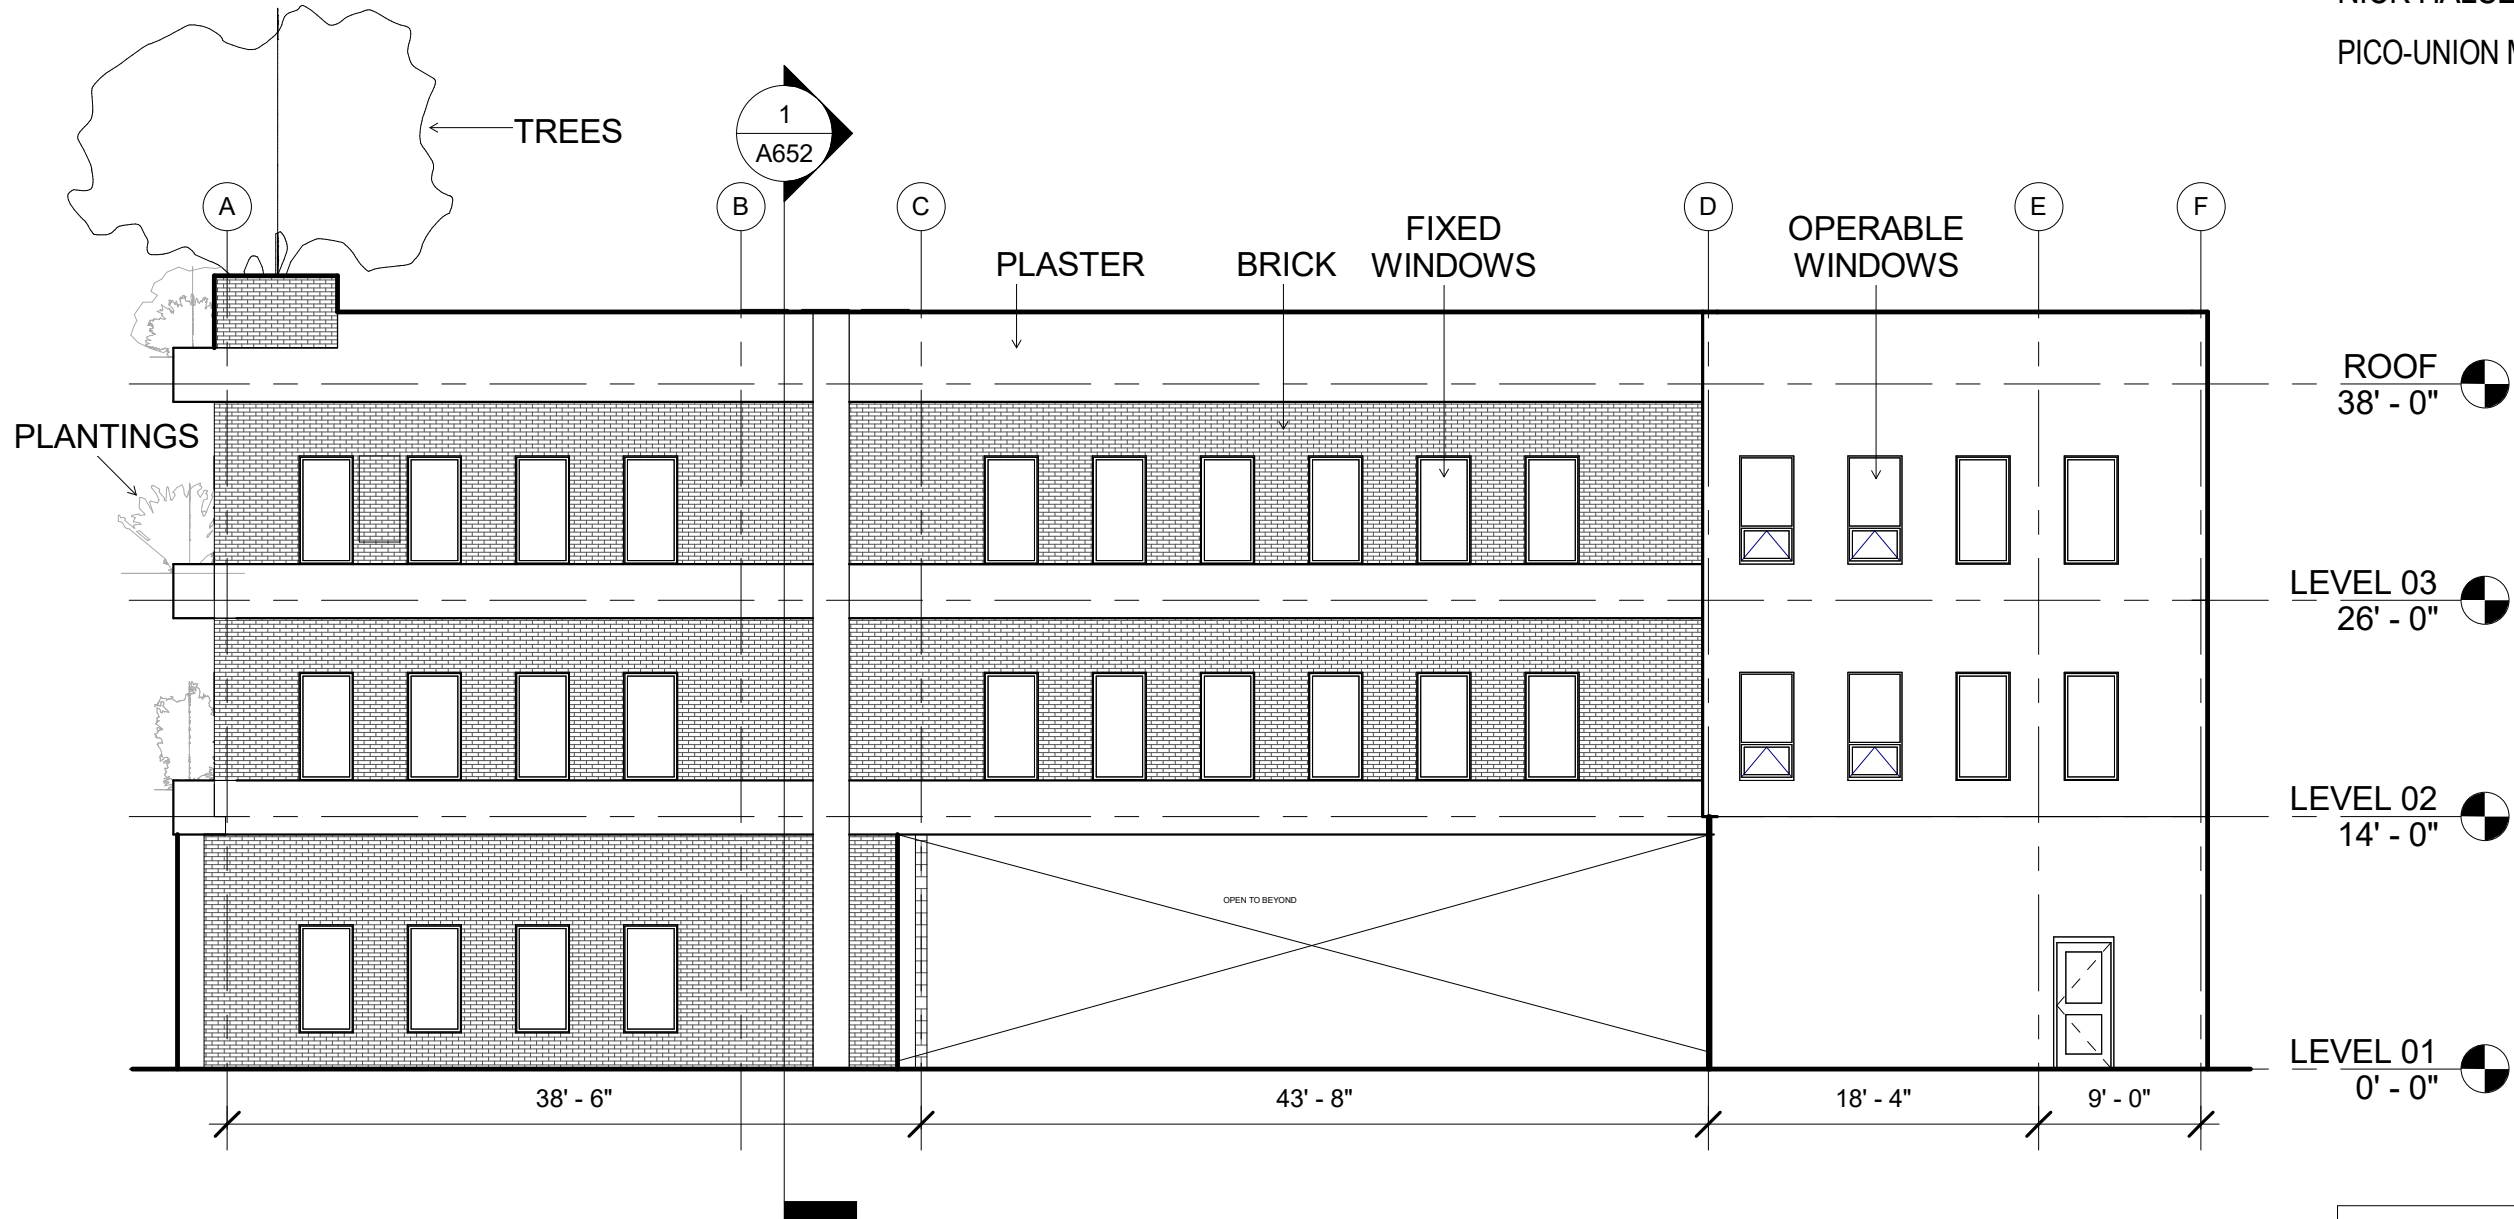 PICO-UNION
TREES
1
A652
A
B
C
D
E
F
FIXED
WINDOWS
OPERABLE
WINDOWS
PLASTER
BRICK
ROOF
38' - 0"
PLANTINGS
LEVEL 03
26' - 0"
LEVEL 02
14' - 0"
OPEN TO BEYOND
LEVEL 01
0' - 0"
38' - 6"
43' - 8"
18' - 4"
9' - 0"